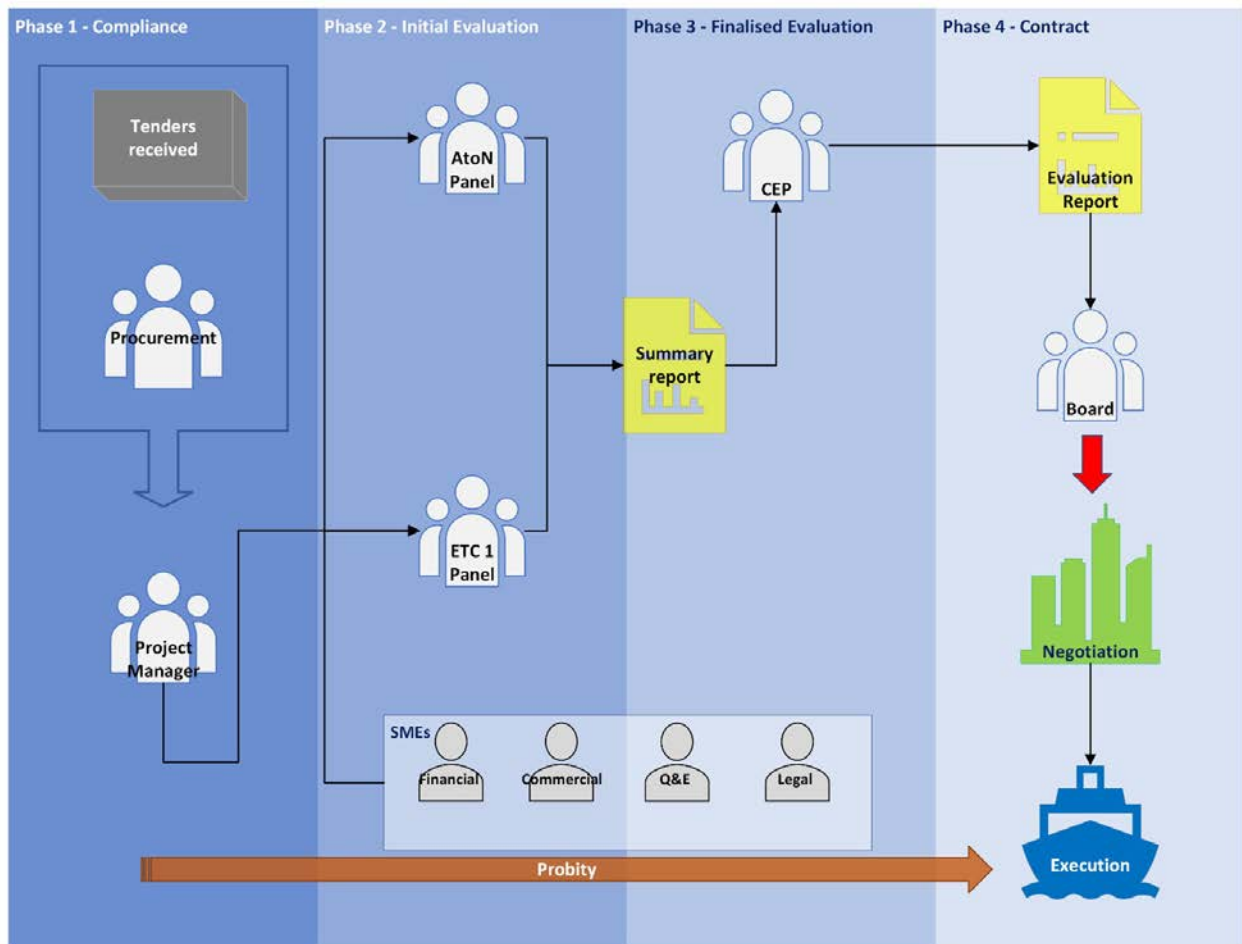 Phase 1 - Compliance
Phase 2 - Initial Evaluation
Phase 3 - Finalised Evaluation
Phase 4 - Contract
Tenders
received
Procurement
Project
Manager
AtoN
Panel
ETC 1
Panel
SMEs
Financial
Commercial
Q&E
Legal
Summary
report
CEP
Evaluation
Report
Board
Negotiation
Execution
Probity